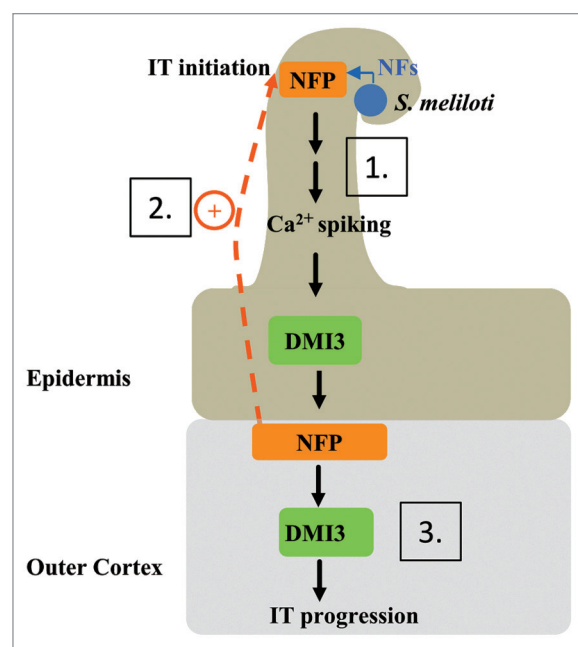 IT initiation
NFP
NFs
S. meliloti
1.
2.
+
Ca²⁺ spiking
DMI3
Epidermis
NFP
DMI3
3.
Outer Cortex
IT progression